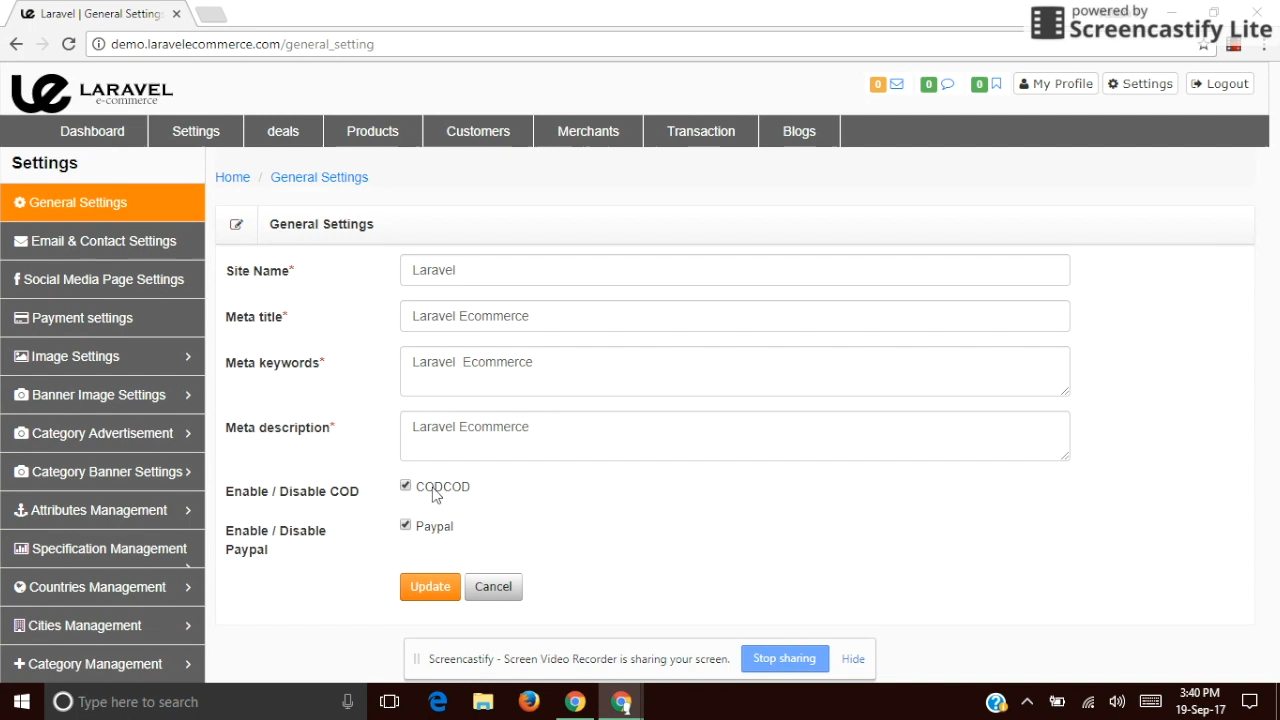 Laravel | General Setting
powered by
Screencastify Lite
demo.laravelecommerce.com/general_setting
LARAVEL
e-commerce
0
0
0
My Profile
Settings
Logout
Dashboard
Settings
deals
Products
Customers
Merchants
Transaction
Blogs
Settings
General Settings
Email & Contact Settings
Social Media Page Settings
Payment settings
Image Settings
Banner Image Settings
Category Advertisement
Category Banner Settings
Attributes Management
Specification Management
Countries Management
Cities Management
Category Management
Home / General Settings
General Settings
Site Name*
Laravel
Meta title*
Laravel Ecommerce
Meta keywords*
Laravel  Ecommerce
Meta description*
Laravel Ecommerce
Enable / Disable COD
CODCOD
Enable / Disable
Paypal
Paypal
Update
Cancel
Screencastify - Screen Video Recorder is sharing your screen.
Stop sharing
Hide
Type here to search
3:40 PM
19-Sep-17